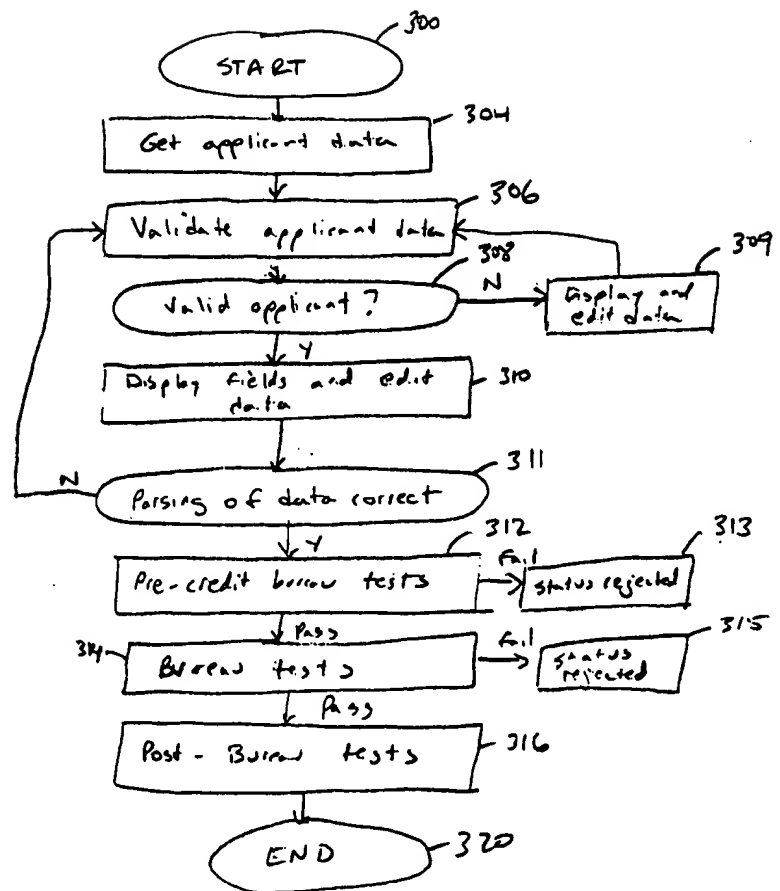 300
START
304
Get applicant data
306
Validate applicant data
308
309
Valid applicant?
N
Display and
edit data
Y
Display fields and edit
data
310
311
N
Parsing of data correct
Y
312
313
Pre-credit bureau tests
Fail
Status rejected
Pass
315
314
Bureau tests
Fail
Status
rejected
Pass
Post-Bureau tests
316
END
320